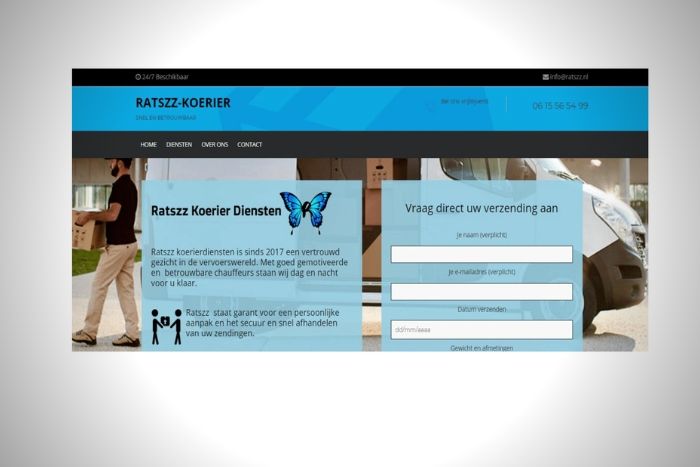 24/7 Beschikbaar
info@ratszz.nl
RATSZZ-KOERIER
SNEL EN BETROUWBAAR
Bel ons vrijblijvend
06 15 56 54 99
HOME DIENSTEN OVER ONS CONTACT
Ratszz Koerier Diensten
Ratszz koerierdiensten is sinds 2017 een vertrouwd
gezicht in de vervoerswereld. Met goed gemotiveerde
en betrouwbare chauffeurs staan wij dag en nacht
voor u klaar.
Ratszz staat garant voor een persoonlijke
aanpak en het secuur en snel afhandelen
van uw zendingen.
Vraag direct uw verzending aan
Je naam (verplicht)
Je e-mailadres (verplicht)
Datum verzenden
dd/mm/aaaa
Gewicht en afmetingen